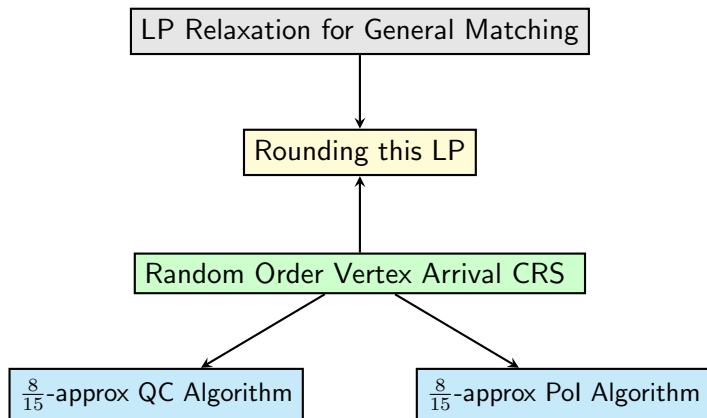 LP Relaxation for General Matching
Rounding this LP
Random Order Vertex Arrival CRS
8/15-approx QC Algorithm
8/15-approx PoI Algorithm